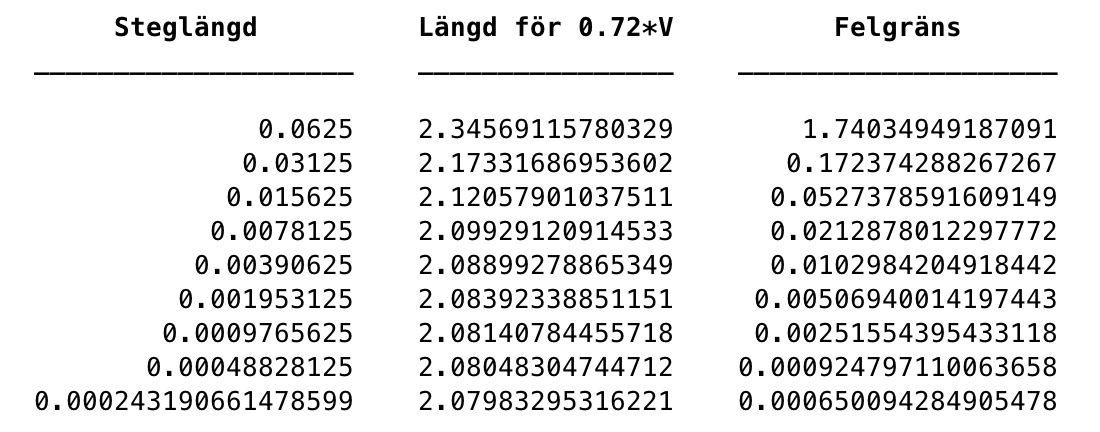 Steglängd Längd för 0.72*V Felgräns
0.0625 2.34569115780329 1.74034949187091
0.03125 2.17331686953602 0.172374288267267
0.015625 2.12057901037511 0.0527378591609149
0.0078125 2.09929120914533 0.0212878012297772
0.00390625 2.08899278865349 0.0102984204918442
0.001953125 2.08392338851151 0.00506940014197443
0.0009765625 2.08140784455718 0.00251554395433118
0.00048828125 2.08048304744712 0.000924797110063658
0.000243190661478599 2.07983295316221 0.000650094284905478